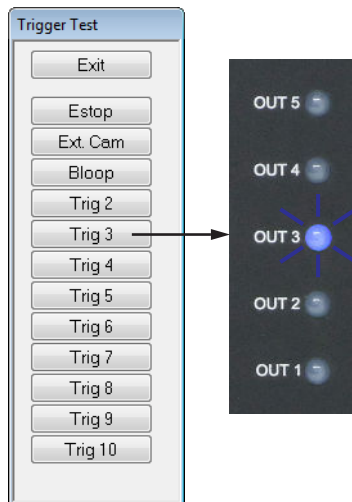 Trigger Test
Exit
Estop
Ext. Cam
Bloop
Trig 2
Trig 3
Trig 4
Trig 5
Trig 6
Trig 7
Trig 8
Trig 9
Trig 10
OUT 5
OUT 4
OUT 3
OUT 2
OUT 1